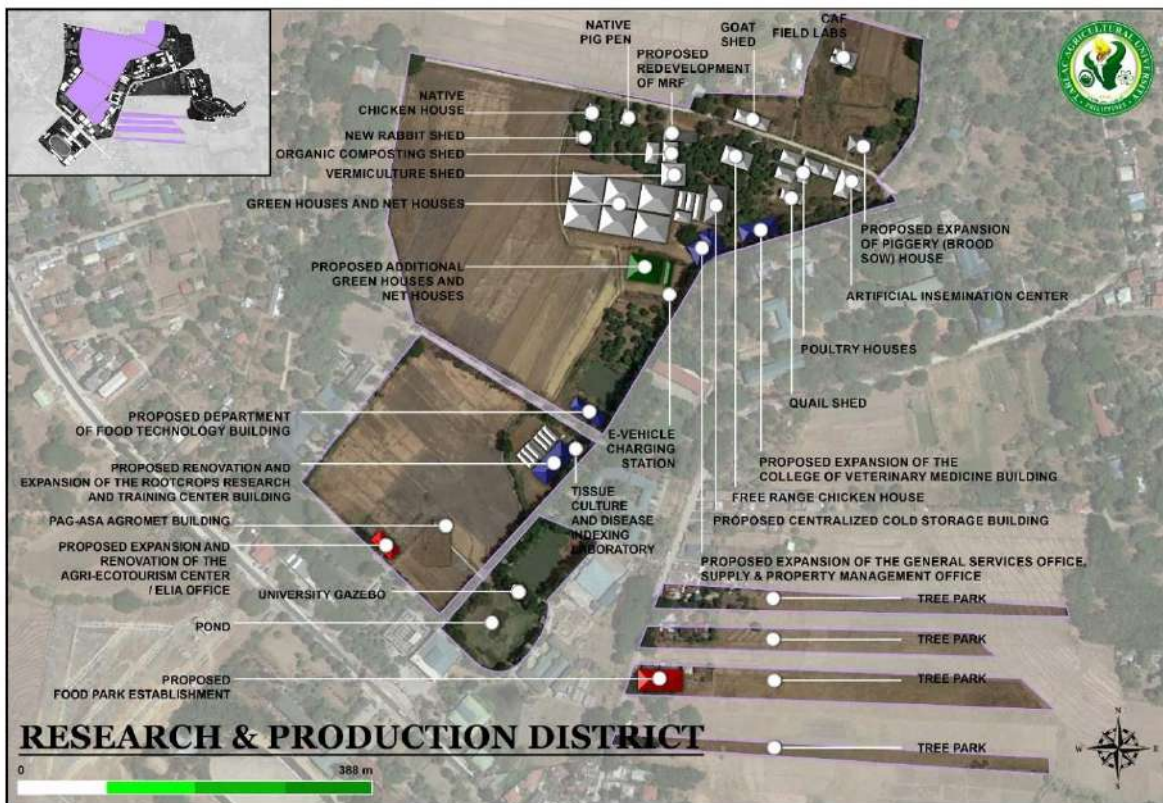 NATIVE
PIG PEN
GOAT
SHED
CAF
FIELD LABS
PROPOSED
REDEVELOPMENT
OF MRF
NATIVE
CHICKEN HOUSE
NEW RABBIT SHED
ORGANIC COMPOSTING SHED
VERMICULTURE SHED
GREEN HOUSES AND NET HOUSES
PROPOSED ADDITIONAL
GREEN HOUSES AND
NET HOUSES
PROPOSED EXPANSION
OF PIGGERY (BROOD
SOW) HOUSE
ARTIFICIAL INSEMINATION CENTER
POULTRY HOUSES
QUAIL SHED
PROPOSED DEPARTMENT
OF FOOD TECHNOLOGY BUILDING
E-VEHICLE
CHARGING
STATION
PROPOSED EXPANSION OF THE
COLLEGE OF VETERINARY MEDICINE BUILDING
PROPOSED RENOVATION AND
EXPANSION OF THE ROOTCROPS RESEARCH
AND TRAINING CENTER BUILDING
TISSUE
CULTURE
AND DISEASE
INDEXING
LABORATORY
FREE RANGE CHICKEN HOUSE
PROPOSED CENTRALIZED COLD STORAGE BUILDING
PAG-ASA AGROMET BUILDING
PROPOSED EXPANSION AND
RENOVATION OF THE
AGRI-ECOTOURISM CENTER
/ ELIA OFFICE
PROPOSED EXPANSION OF THE GENERAL SERVICES OFFICE,
SUPPLY & PROPERTY MANAGEMENT OFFICE
UNIVERSITY GAZEBO
TREE PARK
POND
TREE PARK
PROPOSED
FOOD PARK ESTABLISHMENT
TREE PARK
TREE PARK
RESEARCH & PRODUCTION DISTRICT
0 388 m
N
W E
S
TARLAC AGRICULTURAL UNIVERSITY
PHILIPPINES